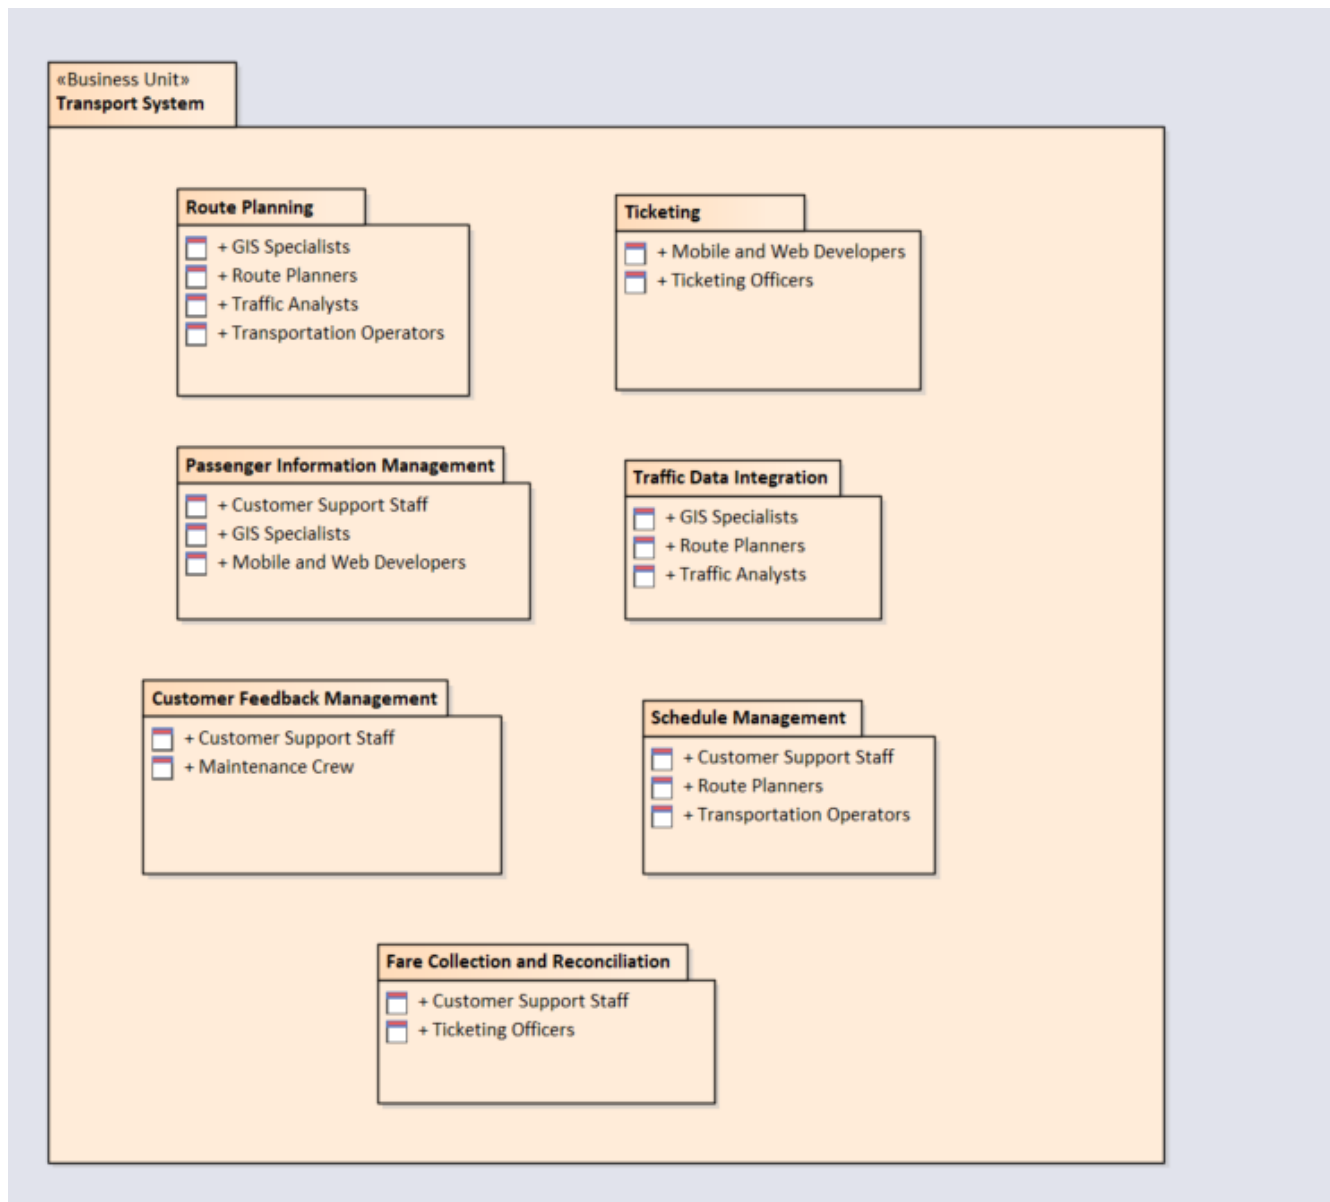 «Business Unit»
Transport System
Route Planning
+ GIS Specialists
+ Route Planners
+ Traffic Analysts
+ Transportation Operators
Ticketing
+ Mobile and Web Developers
+ Ticketing Officers
Passenger Information Management
+ Customer Support Staff
+ GIS Specialists
+ Mobile and Web Developers
Traffic Data Integration
+ GIS Specialists
+ Route Planners
+ Traffic Analysts
Customer Feedback Management
+ Customer Support Staff
+ Maintenance Crew
Schedule Management
+ Customer Support Staff
+ Route Planners
+ Transportation Operators
Fare Collection and Reconciliation
+ Customer Support Staff
+ Ticketing Officers